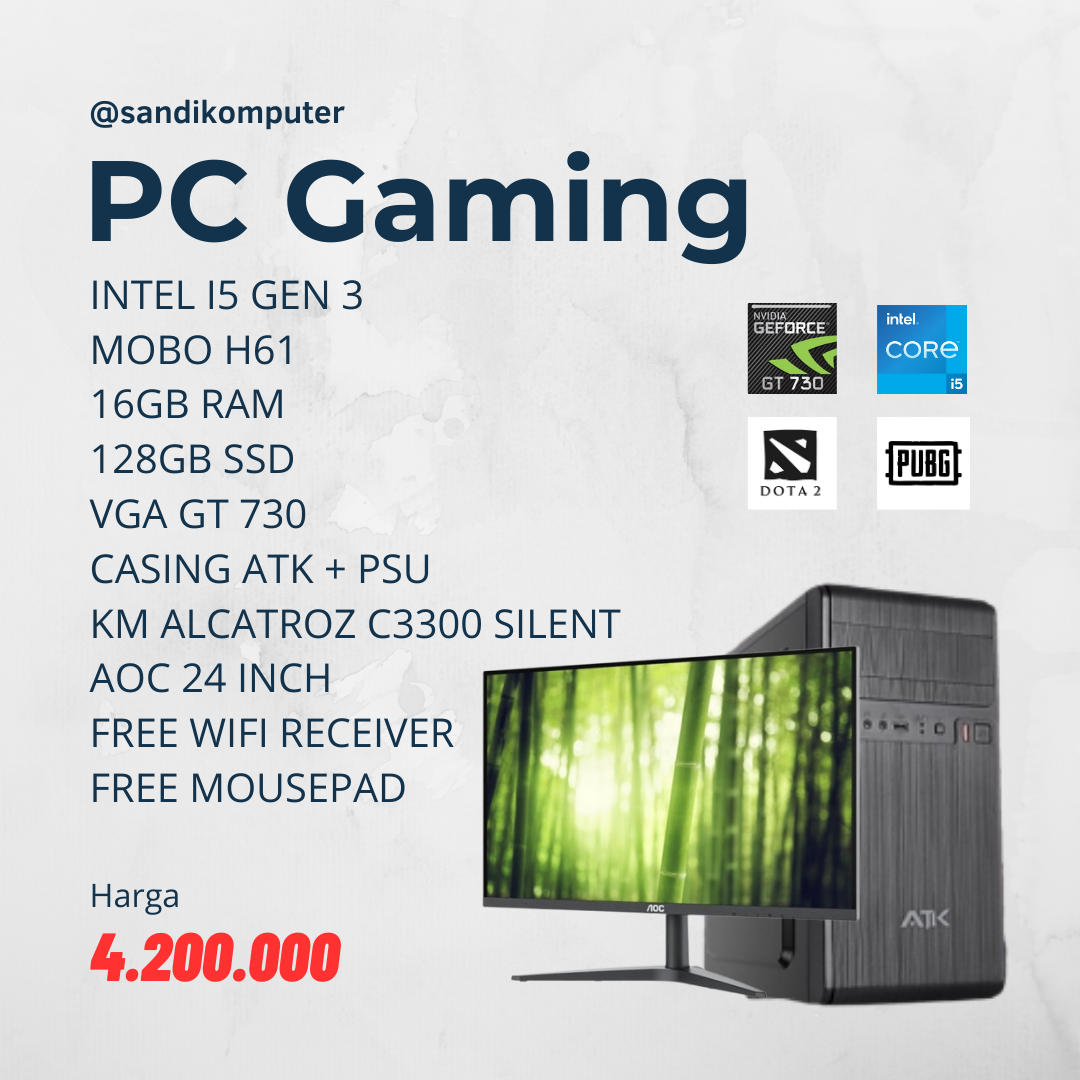 @sandikomputer
PC Gaming
INTEL I5 GEN 3
MOBO H61
16GB RAM
128GB SSD
VGA GT 730
CASING ATK + PSU
KM ALCATROZ C3300 SILENT
AOC 24 INCH
FREE WIFI RECEIVER
FREE MOUSEPAD
NVIDIA
GEFORCE
GT 730
intel.
CORE
i5
DOTA 2
PUBG
AOC
ATK
Harga
4.200.000